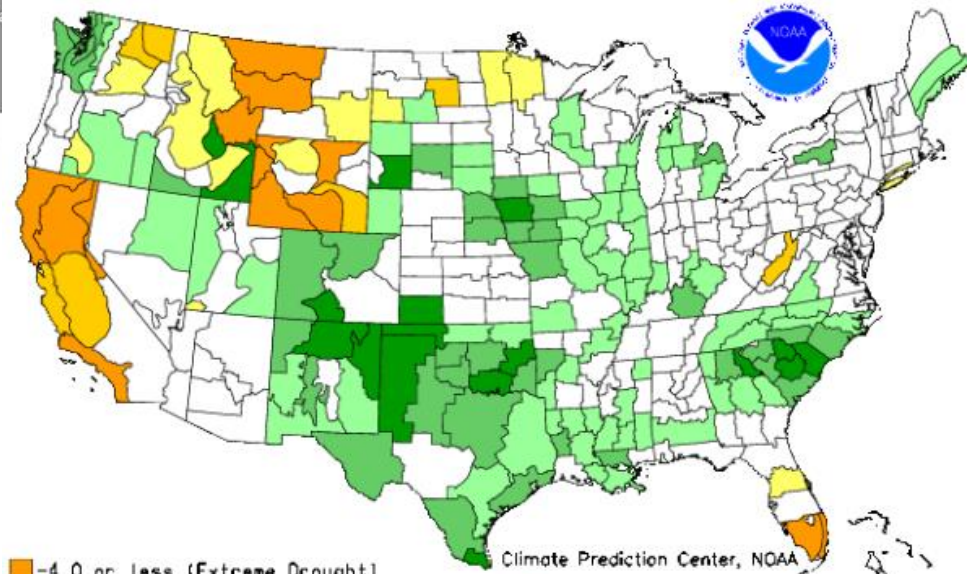 NOAA
Climate Prediction Center, NOAA
-4.0 or less (Extreme Drought)